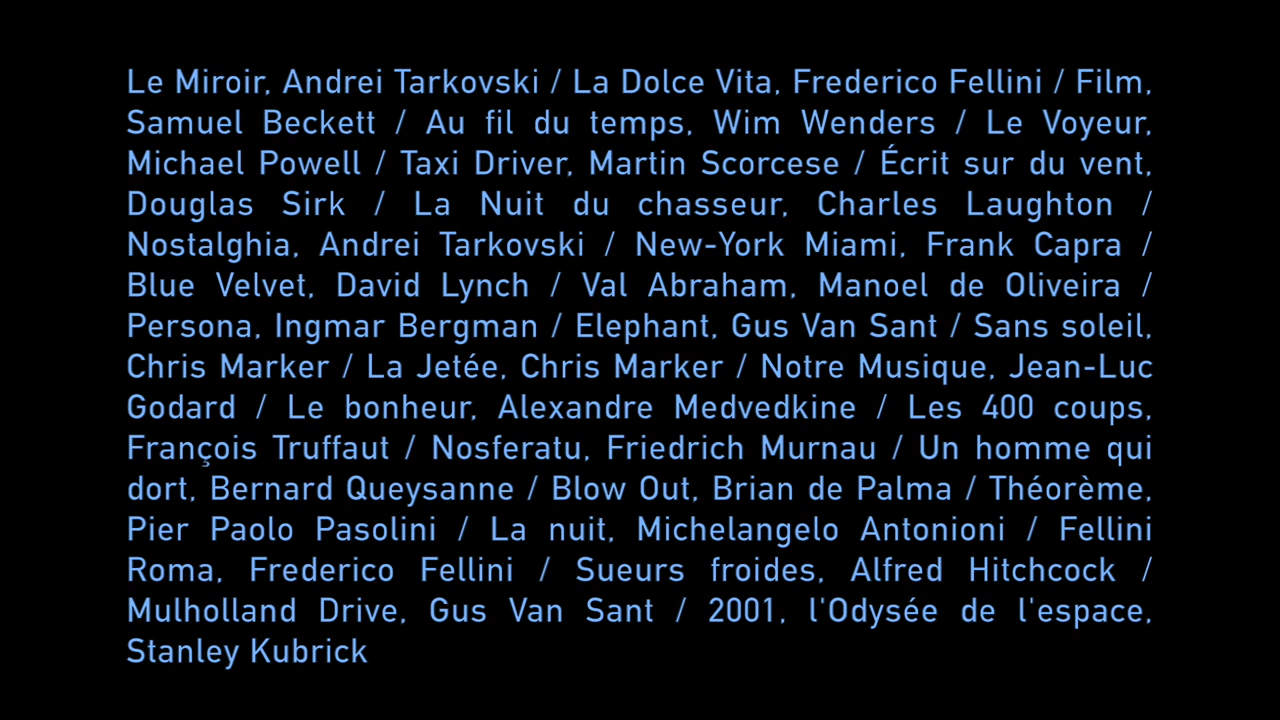 Le Miroir, Andrei Tarkovski / La Dolce Vita, Frederico Fellini / Film,
Samuel Beckett / Au fil du temps, Wim Wenders / Le Voyeur,
Michael Powell / Taxi Driver, Martin Scorcese / Écrit sur du vent,
Douglas Sirk / La Nuit du chasseur, Charles Laughton /
Nostalghia, Andrei Tarkovski / New-York Miami, Frank Capra /
Blue Velvet, David Lynch / Val Abraham, Manoel de Oliveira /
Persona, Ingmar Bergman / Elephant, Gus Van Sant / Sans soleil,
Chris Marker / La Jetée, Chris Marker / Notre Musique, Jean-Luc
Godard / Le bonheur, Alexandre Medvedkine / Les 400 coups,
François Truffaut / Nosferatu, Friedrich Murnau / Un homme qui
dort, Bernard Queysanne / Blow Out, Brian de Palma / Théorème,
Pier Paolo Pasolini / La nuit, Michelangelo Antonioni / Fellini
Roma, Frederico Fellini / Sueurs froides, Alfred Hitchcock /
Mulholland Drive, Gus Van Sant / 2001, l'Odysée de l'espace,
Stanley Kubrick